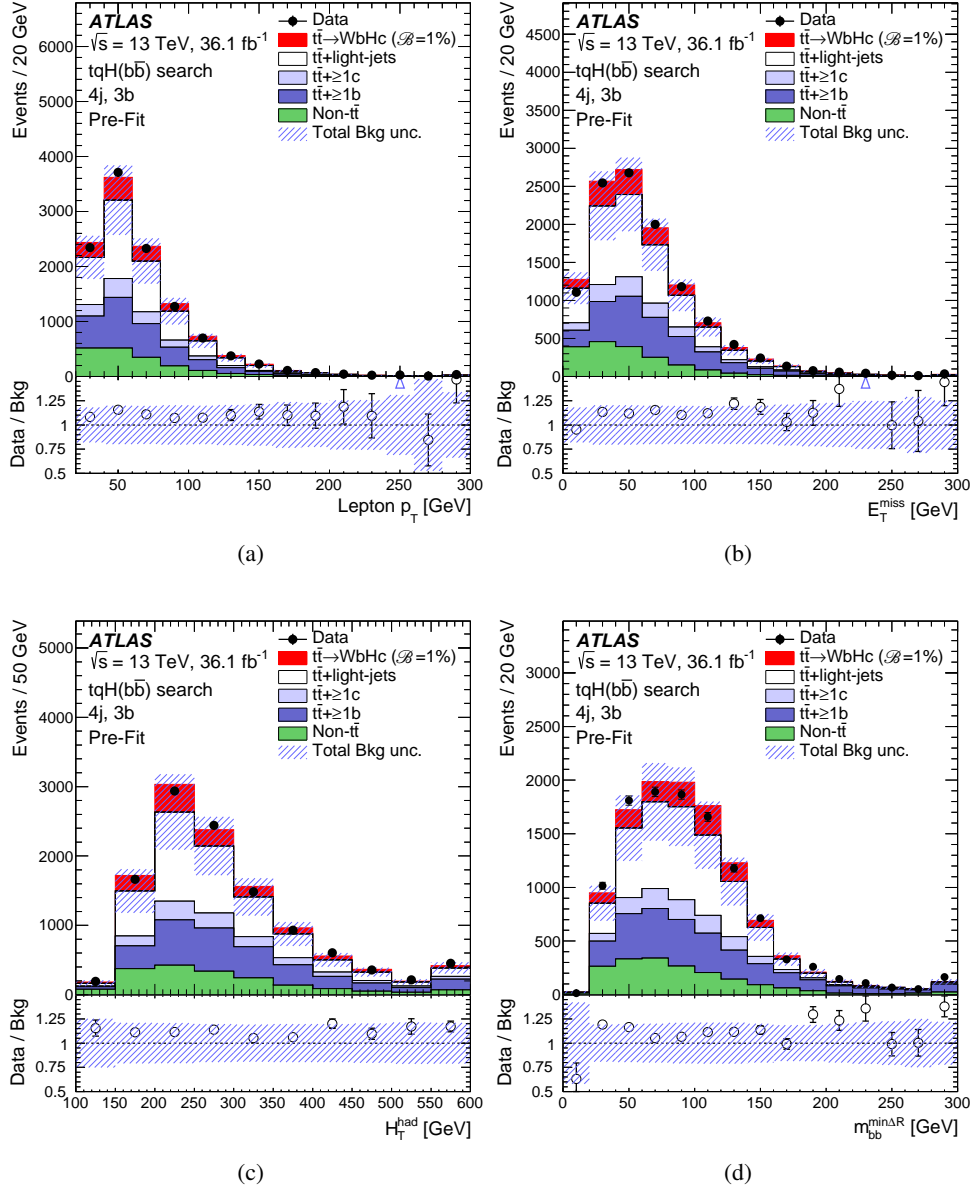 Events / 20 GeV
ATLAS
√s = 13 TeV, 36.1 fb⁻¹
tqH(bb̅) search
4j, 3b
Pre-Fit
Data
tt̅→WbHc (ℬ=1%)
tt̅+light-jets
tt̅+≥1c
tt̅+≥1b
Non-tt̅
Total Bkg unc.
6000
5000
4000
3000
2000
1000
0
Data / Bkg
1.25
1
0.75
0.5
50 100 150 200 250 300
Lepton p_T [GeV]
(a)
Events / 20 GeV
ATLAS
√s = 13 TeV, 36.1 fb⁻¹
tqH(bb̅) search
4j, 3b
Pre-Fit
Data
tt̅→WbHc (ℬ=1%)
tt̅+light-jets
tt̅+≥1c
tt̅+≥1b
Non-tt̅
Total Bkg unc.
4500
4000
3500
3000
2500
2000
1500
1000
500
0
Data / Bkg
1.25
1
0.75
0.5
0 50 100 150 200 250 300
E_T^miss [GeV]
(b)
Events / 50 GeV
ATLAS
√s = 13 TeV, 36.1 fb⁻¹
tqH(bb̅) search
4j, 3b
Pre-Fit
Data
tt̅→WbHc (ℬ=1%)
tt̅+light-jets
tt̅+≥1c
tt̅+≥1b
Non-tt̅
Total Bkg unc.
5000
4000
3000
2000
1000
0
Data / Bkg
1.25
1
0.75
0.5
100 150 200 250 300 350 400 450 500 550 600
H_T^had [GeV]
(c)
Events / 20 GeV
ATLAS
√s = 13 TeV, 36.1 fb⁻¹
tqH(bb̅) search
4j, 3b
Pre-Fit
Data
tt̅→WbHc (ℬ=1%)
tt̅+light-jets
tt̅+≥1c
tt̅+≥1b
Non-tt̅
Total Bkg unc.
3000
2500
2000
1500
1000
500
0
Data / Bkg
1.25
1
0.75
0.5
0 50 100 150 200 250 300
m_bb^minΔR [GeV]
(d)